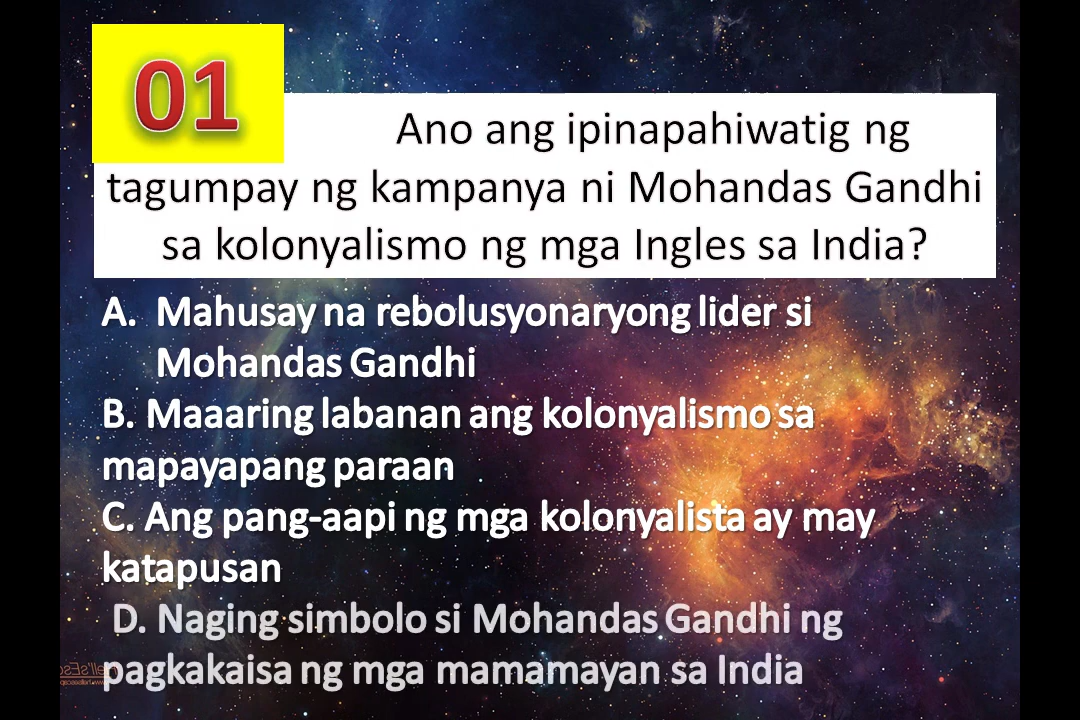 01
Ano ang ipinapahiwatig ng
tagumpay ng kampanya ni Mohandas Gandhi
sa kolonyalismo ng mga Ingles sa India?
A. Mahusay na rebolusyonaryong lider si
Mohandas Gandhi
B. Maaaring labanan ang kolonyalismo sa
mapayapang paraan
C. Ang pang-aapi ng mga kolonyalista ay may
katapusan
D. Naging simbolo si Mohandas Gandhi ng
pagkakaisa ng mga mamamayan sa India